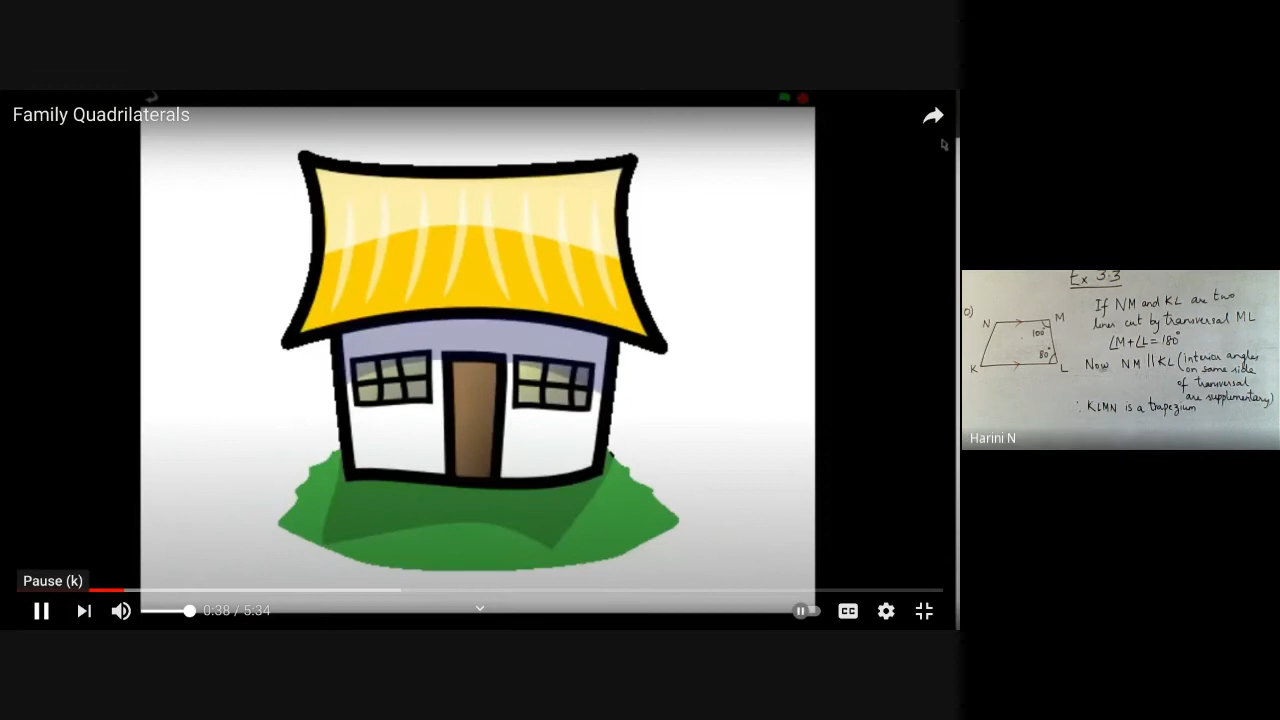 Family Quadrilaterals
Pause (k)
0:38 / 5:34
CC
Ex 3.3
If NM and KL are two
lines cut by transversal ML
∠M+∠L = 180°
Now NM || KL (interior angles
on same side
of transversal
are supplementary)
∴ KLMN is a trapezium
N
M
100°
80°
K
L
Harini N